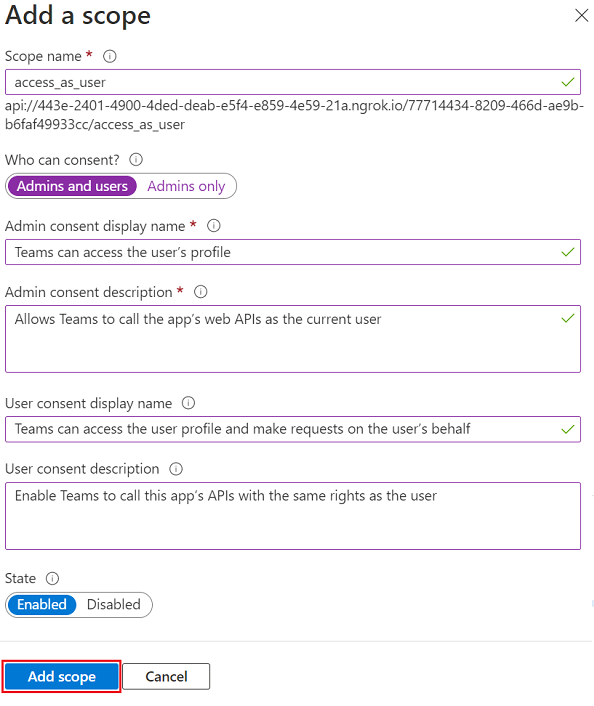 Add a scope
Scope name *
access_as_user
api://443e-2401-4900-4ded-deab-e5f4-e859-4e59-21a.ngrok.io/77714434-8209-466d-ae9b-
b6faf49933cc/access_as_user
Who can consent?
Admins and users Admins only
Admin consent display name *
Teams can access the user’s profile
Admin consent description *
Allows Teams to call the app’s web APIs as the current user
User consent display name
Teams can access the user profile and make requests on the user’s behalf
User consent description
Enable Teams to call this app’s APIs with the same rights as the user
State
Enabled Disabled
Add scope Cancel